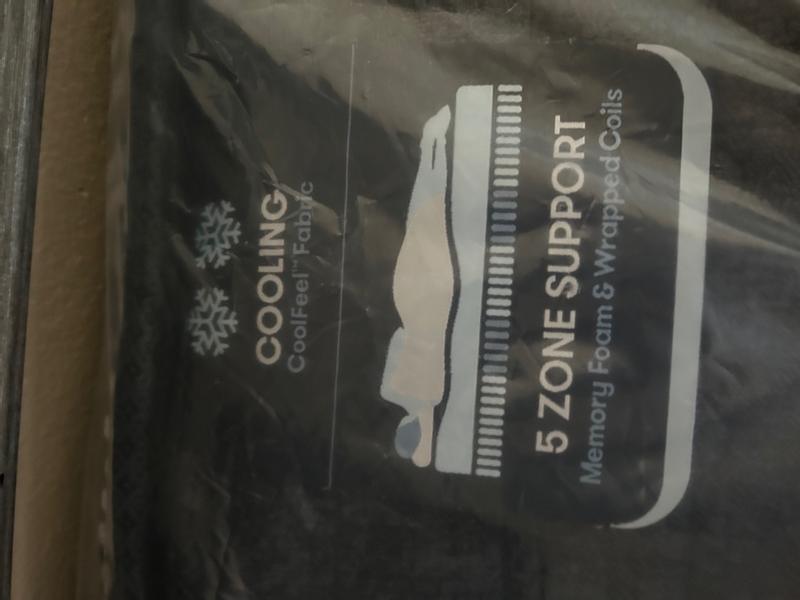 COOLING
CoolFeel™ Fabric
5 ZONE SUPPORT
Memory Foam & Wrapped Coils